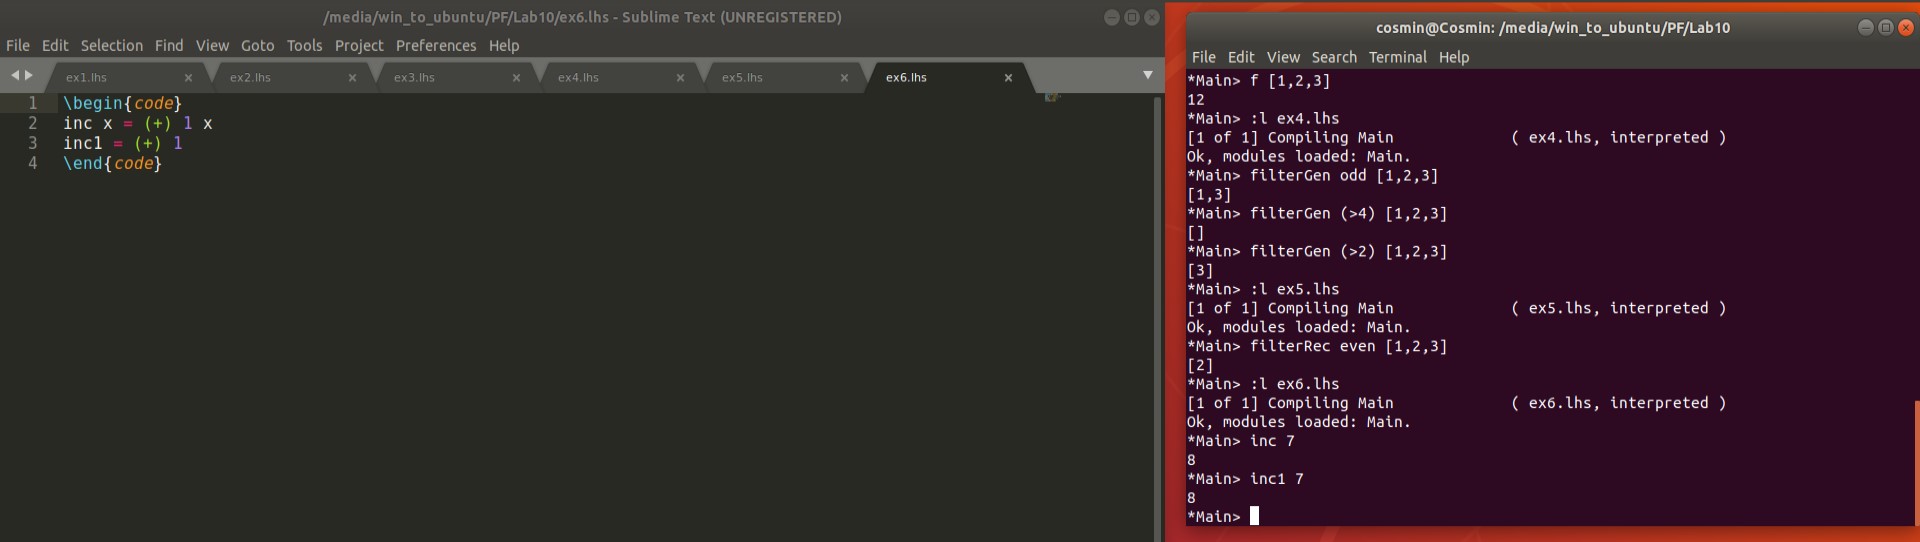 /media/win_to_ubuntu/PF/Lab10/ex6.lhs - Sublime Text (UNREGISTERED)
File Edit Selection Find View Goto Tools Project Preferences Help
ex1.lhs ex2.lhs ex3.lhs ex4.lhs ex5.lhs ex6.lhs
1 \begin{code}
2 inc x = (+) 1 x
3 inc1 = (+) 1
4 \end{code}
cosmin@Cosmin: /media/win_to_ubuntu/PF/Lab10
File Edit View Search Terminal Help
*Main> f [1,2,3]
12
*Main> :l ex4.lhs
[1 of 1] Compiling Main ( ex4.lhs, interpreted )
Ok, modules loaded: Main.
*Main> filterGen odd [1,2,3]
[1,3]
*Main> filterGen (>4) [1,2,3]
[]
*Main> filterGen (>2) [1,2,3]
[3]
*Main> :l ex5.lhs
[1 of 1] Compiling Main ( ex5.lhs, interpreted )
Ok, modules loaded: Main.
*Main> filterRec even [1,2,3]
[2]
*Main> :l ex6.lhs
[1 of 1] Compiling Main ( ex6.lhs, interpreted )
Ok, modules loaded: Main.
*Main> inc 7
8
*Main> inc1 7
8
*Main>